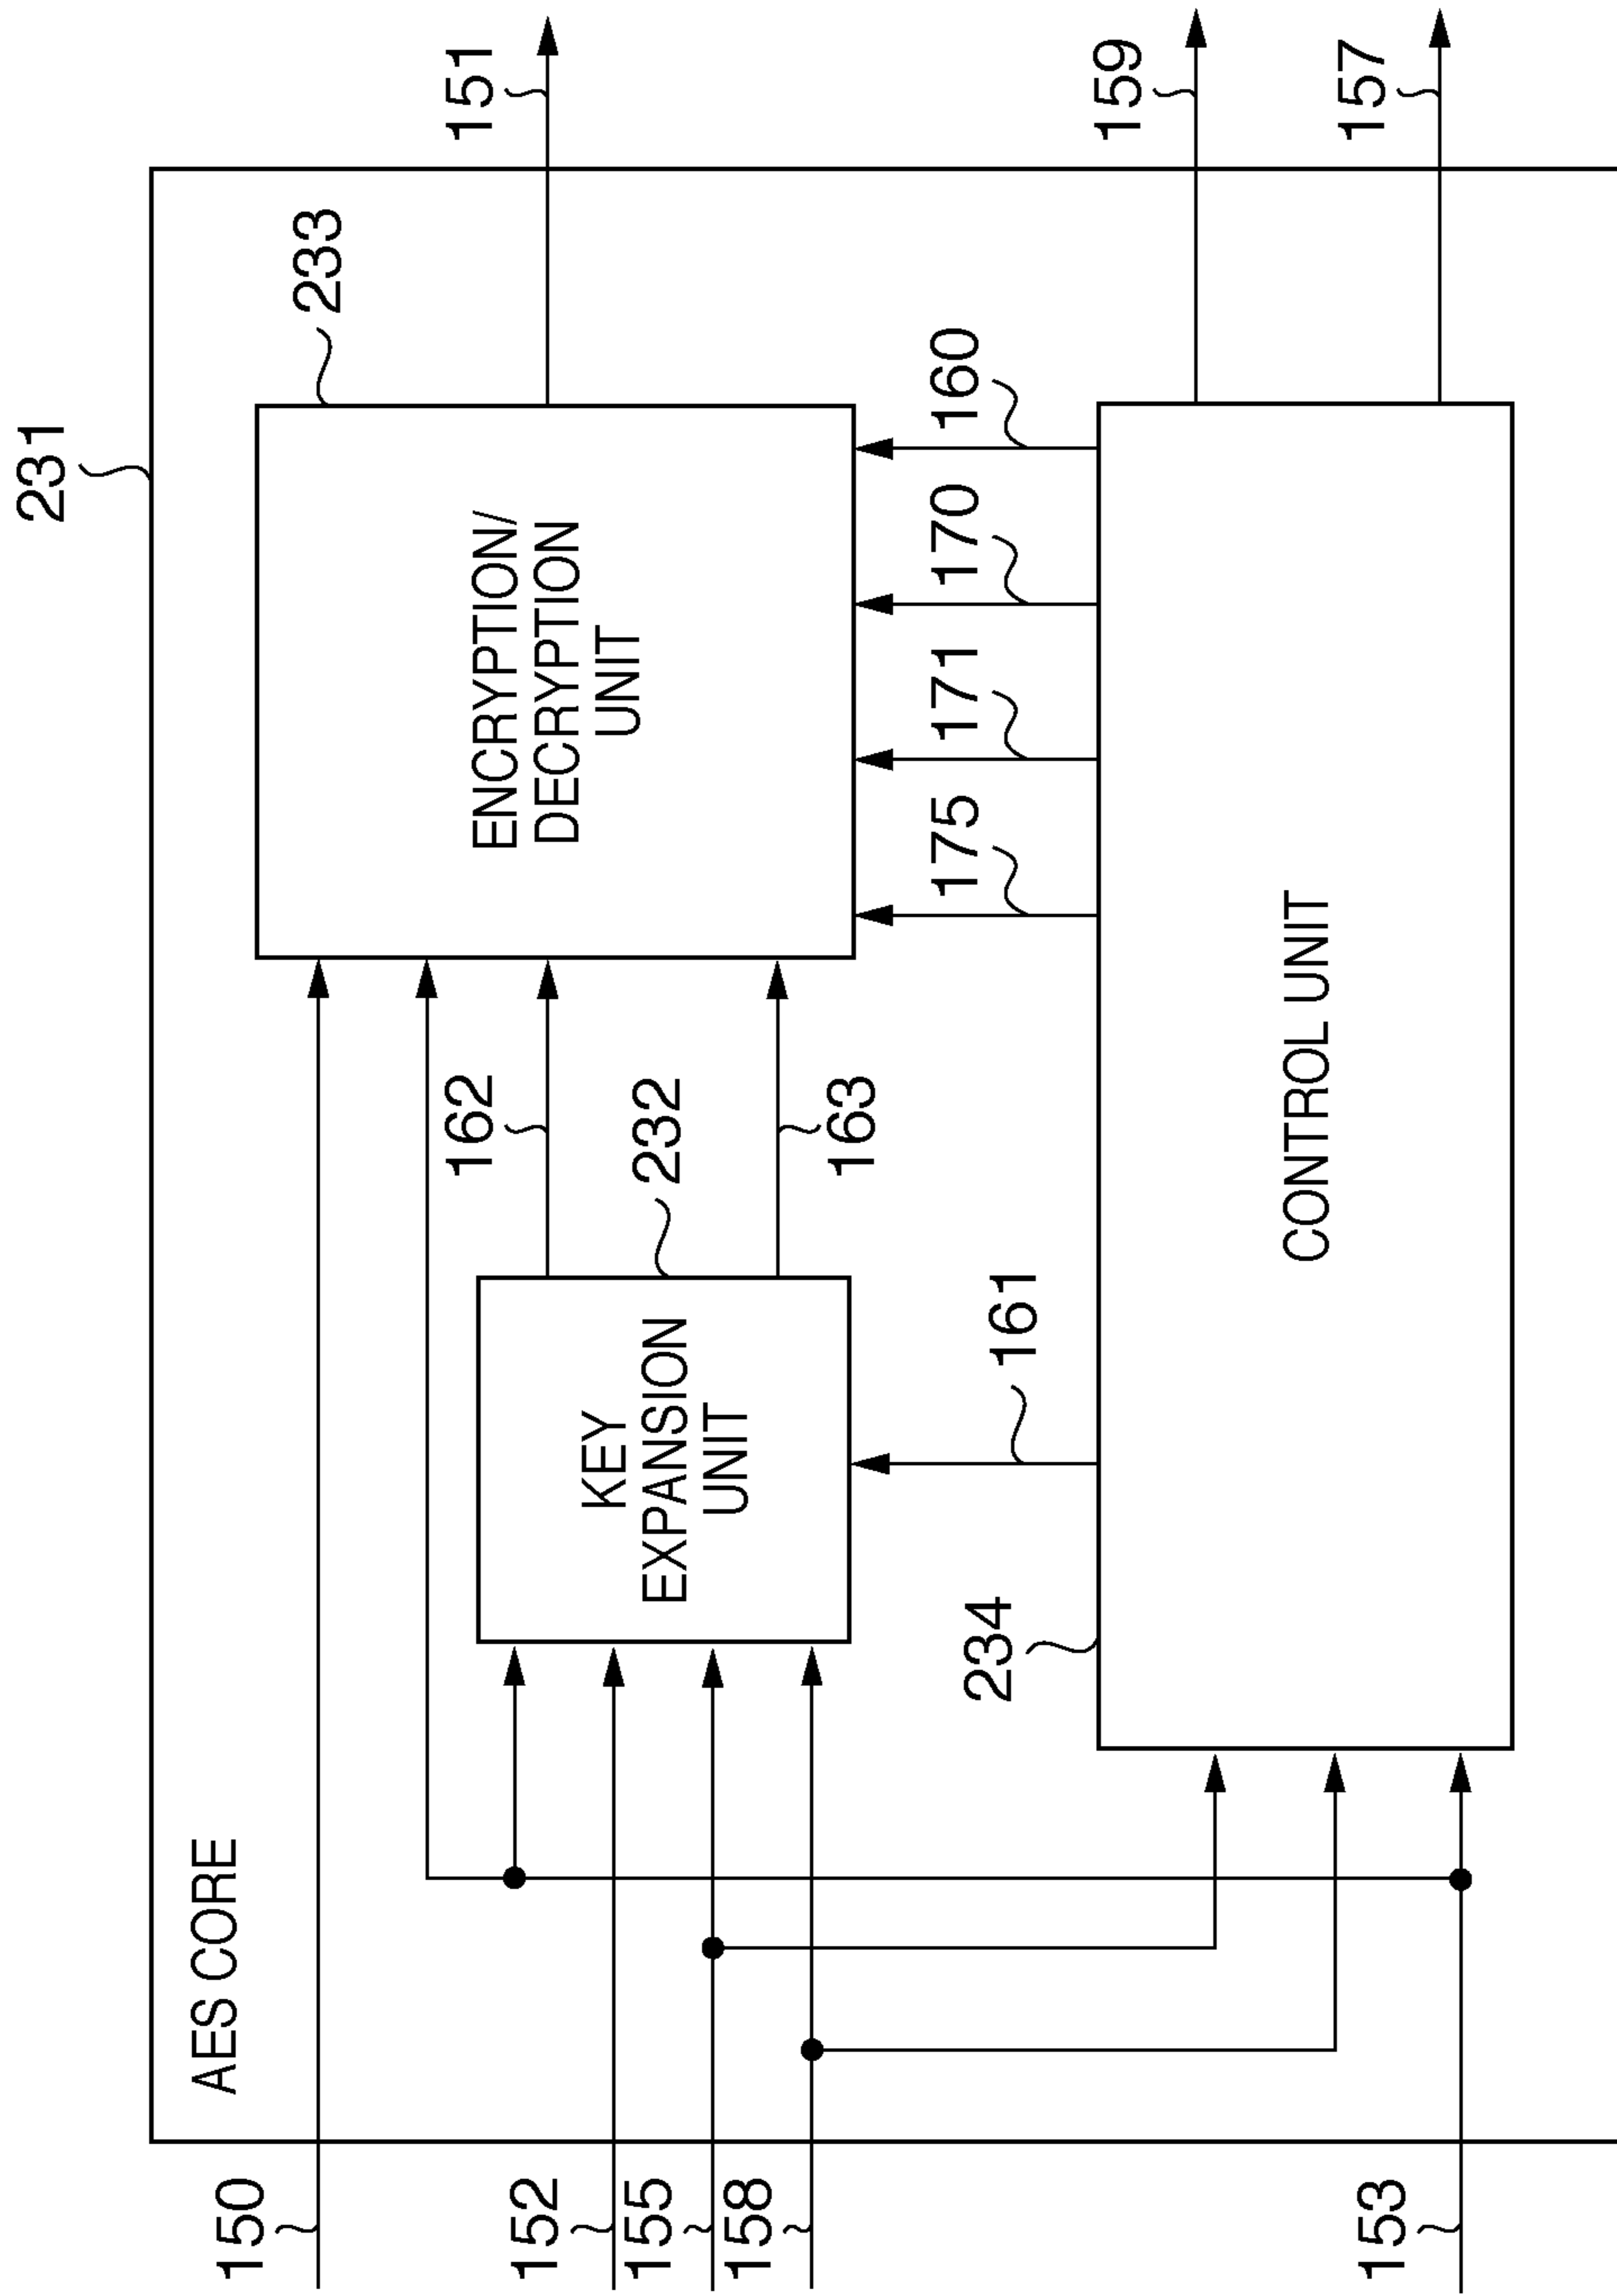 231
AES CORE
150
233
151
ENCRYPTION/
DECRYPTION
UNIT
162
152
232
KEY
EXPANSION
UNIT
155
163
158
175
171
170
160
161
234
159
CONTROL UNIT
153
157